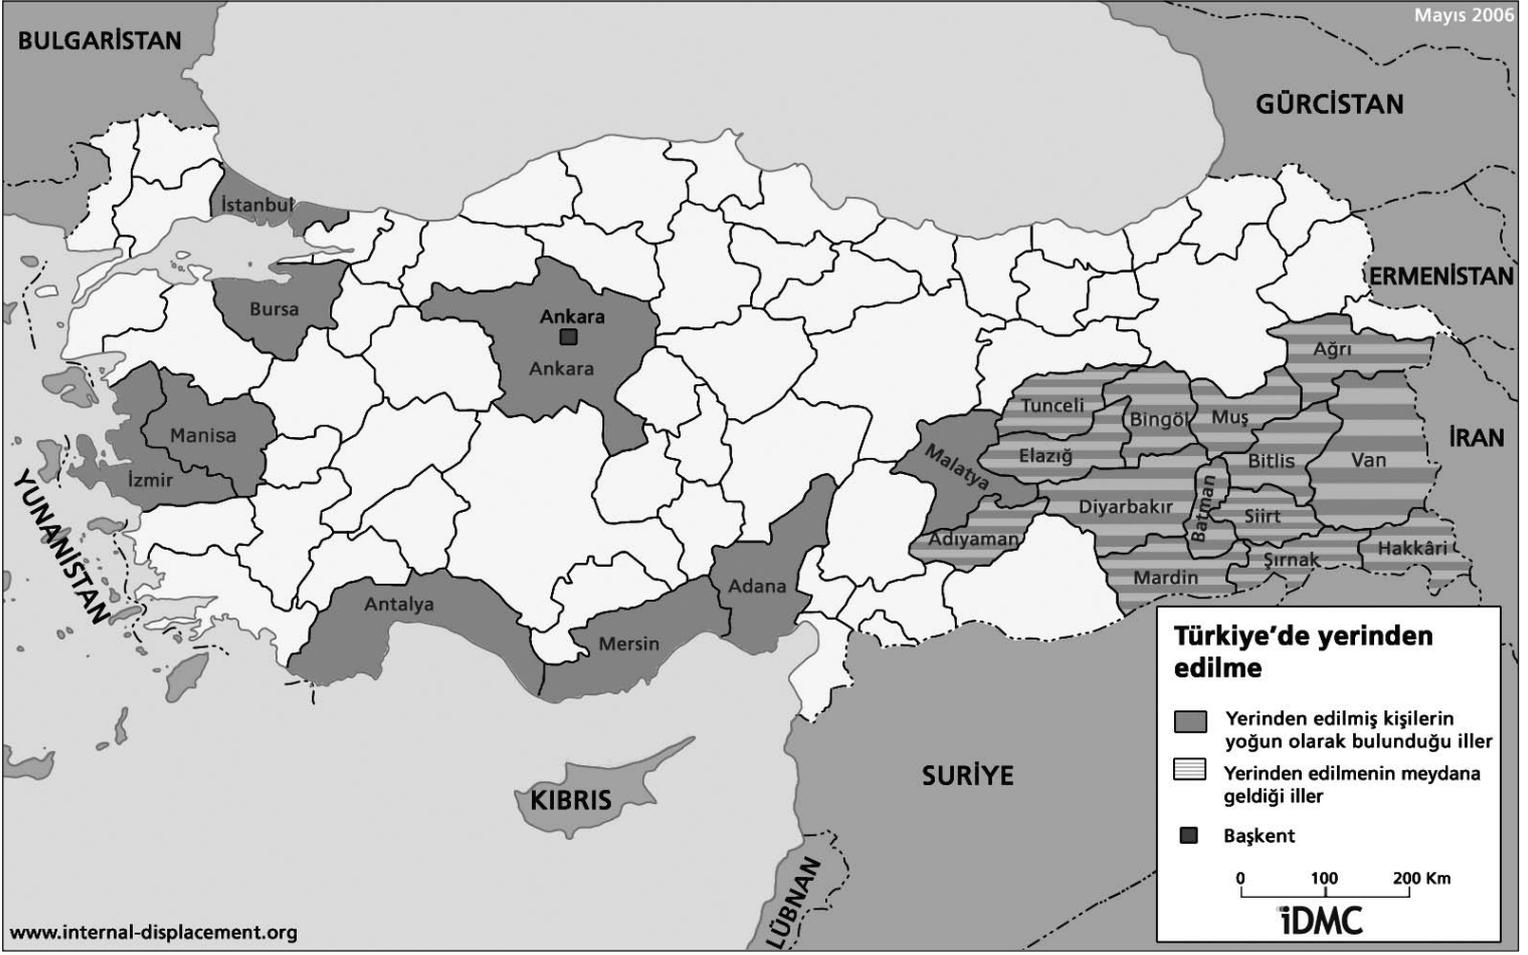 Mayıs 2006
BULGARİSTAN
GÜRCİSTAN
İstanbul
ERMENİSTAN
Bursa
Ankara
Ankara
Ağrı
Tunceli
Bingöl
Muş
Manisa
İRAN
Elazığ
Malatya
Bitlis
Van
İzmir
Diyarbakır
Batman
Siirt
YUNANİSTAN
Adıyaman
Şırnak
Hakkâri
Mardin
Adana
Antalya
Mersin
Türkiye’de yerinden
edilme
Yerinden edilmiş kişilerin
yoğun olarak bulunduğu iller
Yerinden edilmenin meydana
geldiği iller
Başkent
0 100 200 Km
iDMC
SURİYE
KIBRIS
LÜBNAN
www.internal-displacement.org